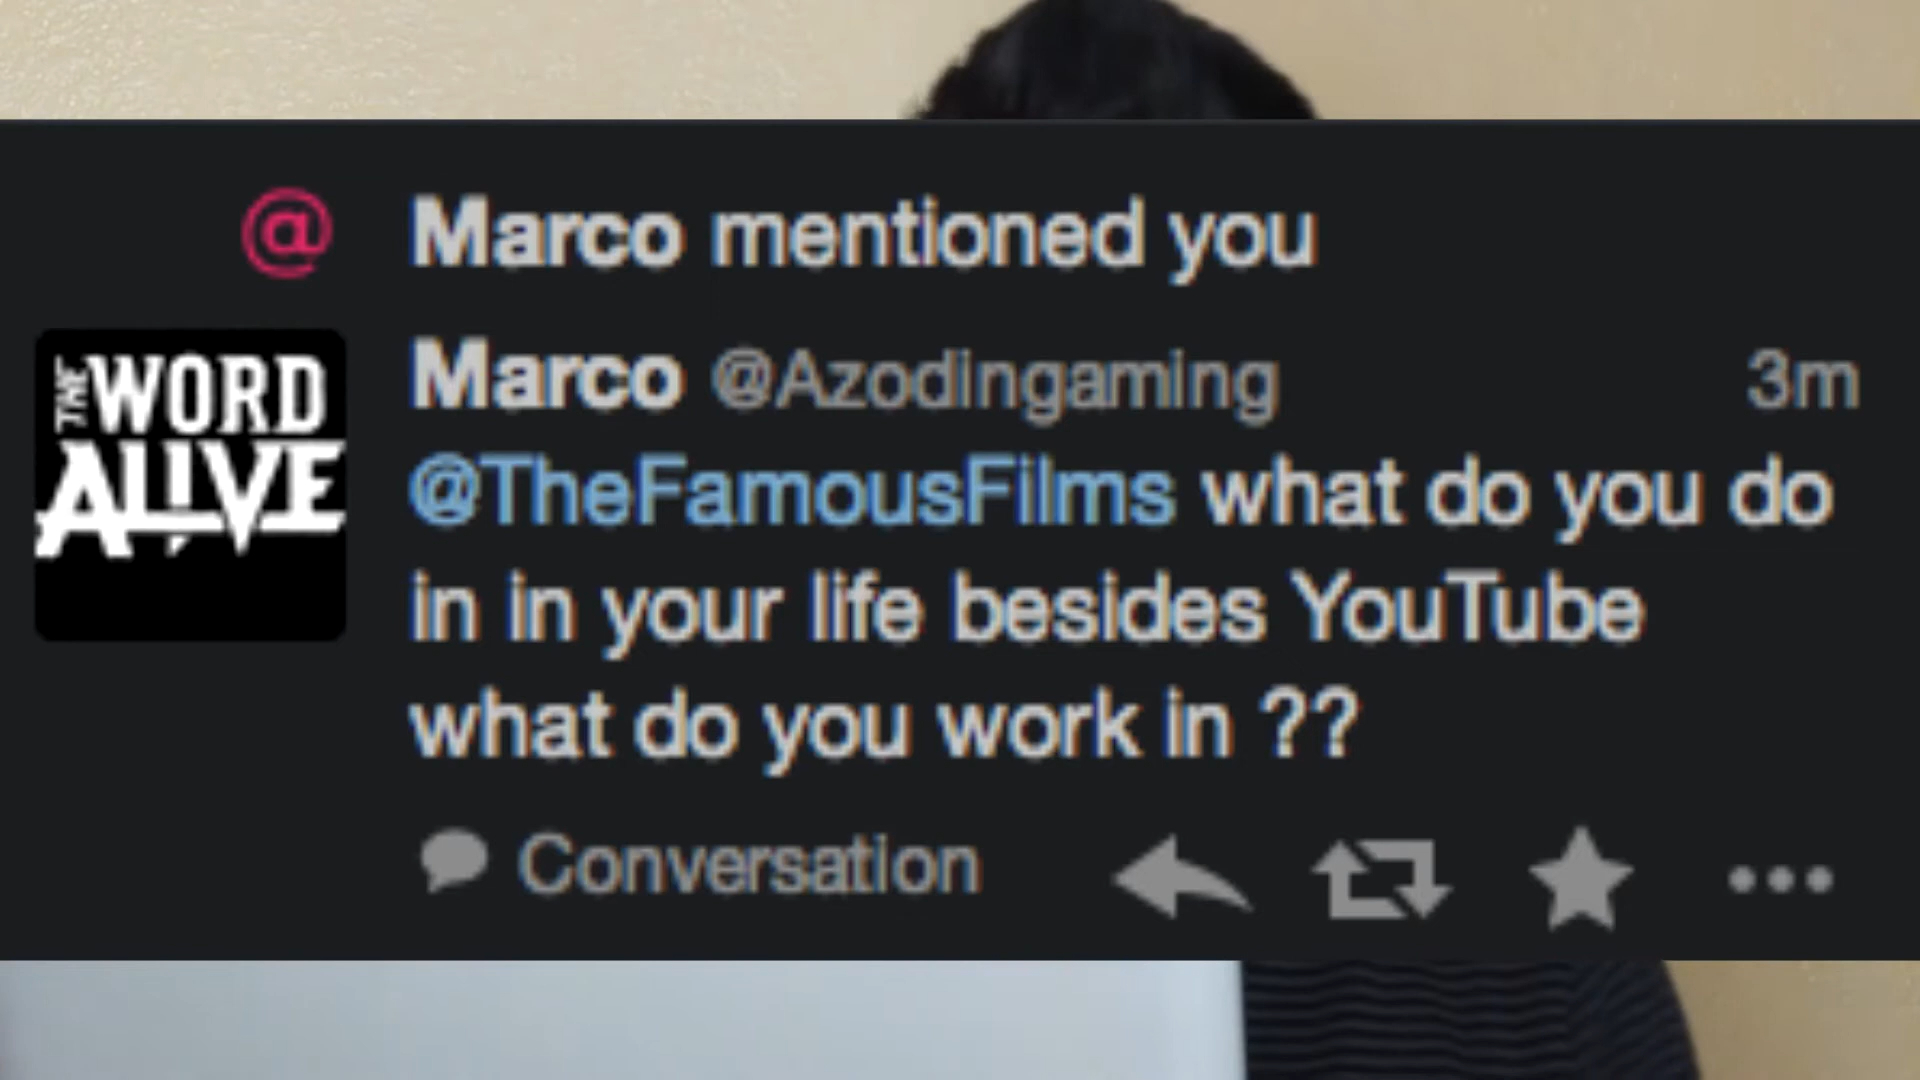 @ Marco mentioned you
THE WORD
ALIVE
Marco @Azodingaming 3m
@TheFamousFilms what do you do
in in your life besides YouTube
what do you work in ??
Conversation